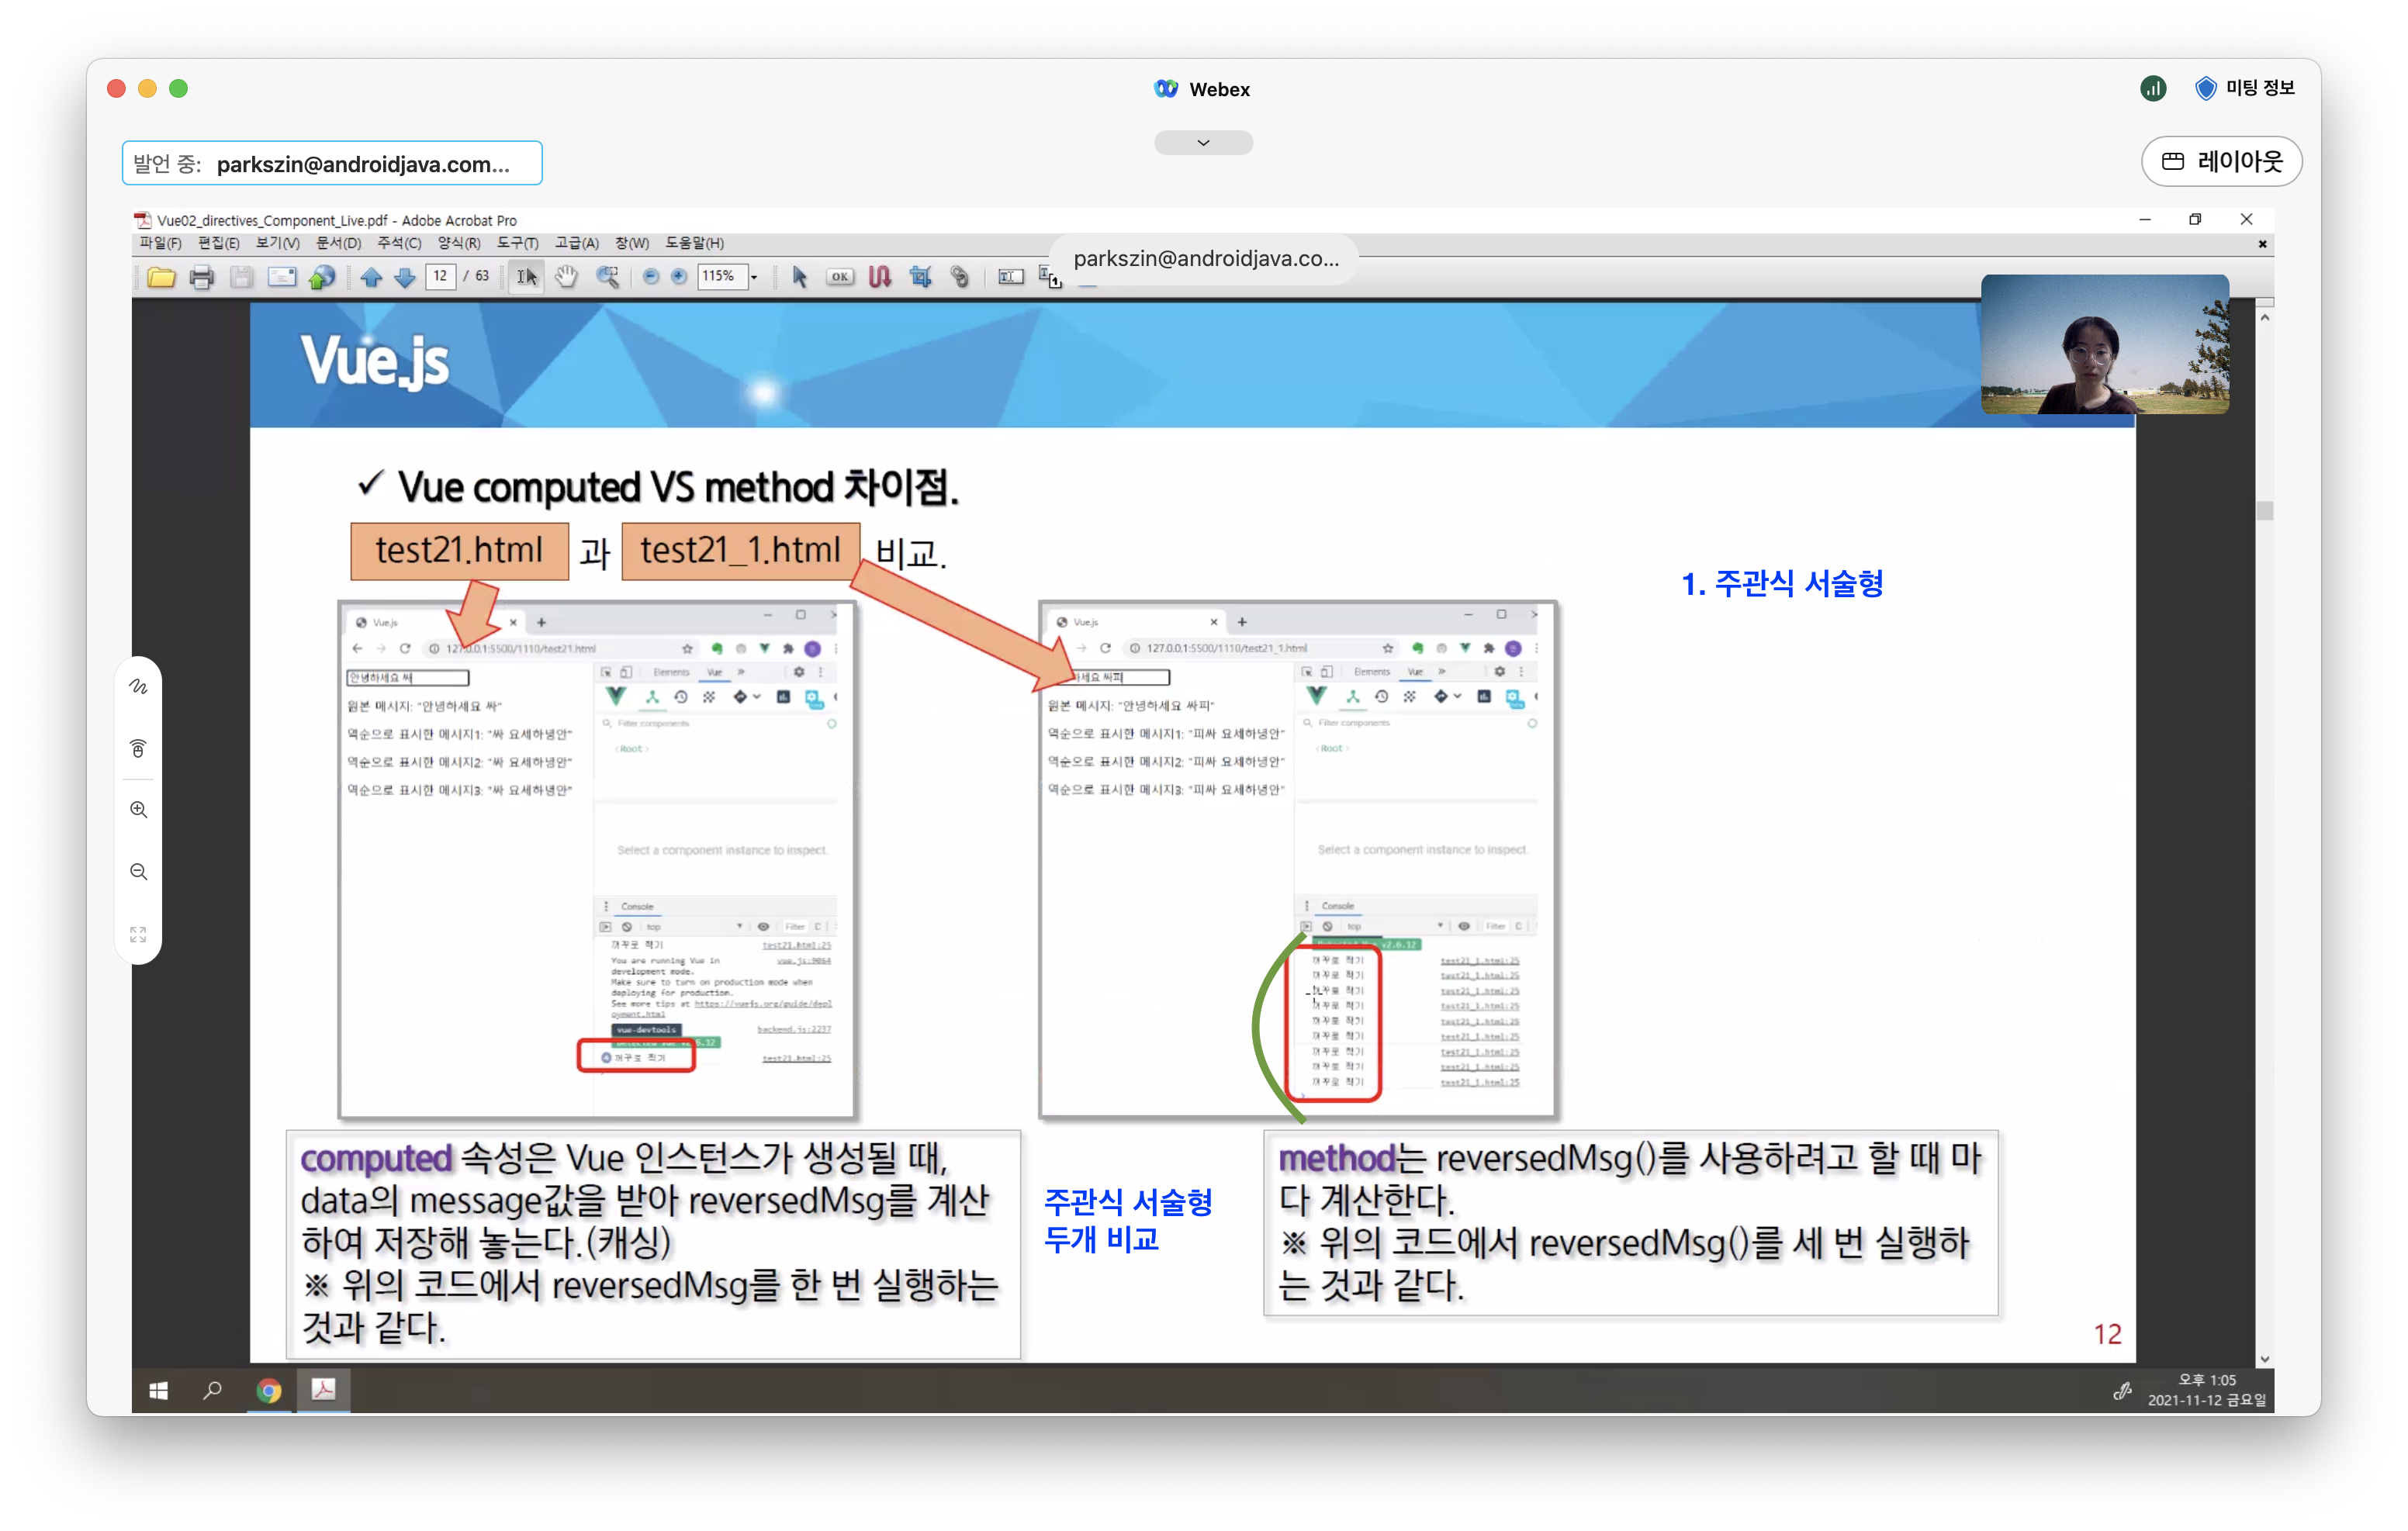 Webex
미팅 정보
발언 중: parkszin@androidjava.com...
레이아웃
Vue02_directives_Component_Live.pdf - Adobe Acrobat Pro
파일(F) 편집(E) 보기(V) 문서(D) 주석(C) 양식(R) 도구(T) 고급(A) 창(W) 도움말(H)
parkszin@androidjava.co...
12 / 63
115%
OK
Vue.js
✓ Vue computed VS method 차이점.
test21.html 과 test21_1.html 비교.
1. 주관식 서술형
Vue.js
127.0.0.1:5500/1110/test21.html
안녕하세요 싸
Elements Vue
원본 메시지: "안녕하세요 싸"
역순으로 표시한 메시지1: "싸 요세하녕안"
역순으로 표시한 메시지2: "싸 요세하녕안"
역순으로 표시한 메시지3: "싸 요세하녕안"
Filter components
<Root>
Select a component instance to inspect.
Console
top
Filter
꺼꾸로 찍기 test21.html:25
You are running Vue in vue.js:9064
development mode.
Make sure to turn on production mode when
deploying for production.
See more tips at https://vuejs.org/guide/depl
oyment.html
vue-devtools backend.js:2237
꺼꾸로 찍기 test21.html:25
Vue.js
127.0.0.1:5500/1110/test21_1.html
하세요 싸피
Elements Vue
원본 메시지: "안녕하세요 싸피"
역순으로 표시한 메시지1: "피싸 요세하녕안"
역순으로 표시한 메시지2: "피싸 요세하녕안"
역순으로 표시한 메시지3: "피싸 요세하녕안"
Filter components
<Root>
Select a component instance to inspect.
Console
top
Filter
v2.6.12
꺼꾸로 찍기 test21_1.html:25
꺼꾸로 찍기 test21_1.html:25
꺼꾸로 찍기 test21_1.html:25
꺼꾸로 찍기 test21_1.html:25
꺼꾸로 찍기 test21_1.html:25
꺼꾸로 찍기 test21_1.html:25
꺼꾸로 찍기 test21_1.html:25
꺼꾸로 찍기 test21_1.html:25
꺼꾸로 찍기 test21_1.html:25
computed 속성은 Vue 인스턴스가 생성될 때,
data의 message값을 받아 reversedMsg를 계산
하여 저장해 놓는다.(캐싱)
※ 위의 코드에서 reversedMsg를 한 번 실행하는
것과 같다.
주관식 서술형
두개 비교
method는 reversedMsg()를 사용하려고 할 때 마
다 계산한다.
※ 위의 코드에서 reversedMsg()를 세 번 실행하
는 것과 같다.
12
오후 1:05
2021-11-12 금요일